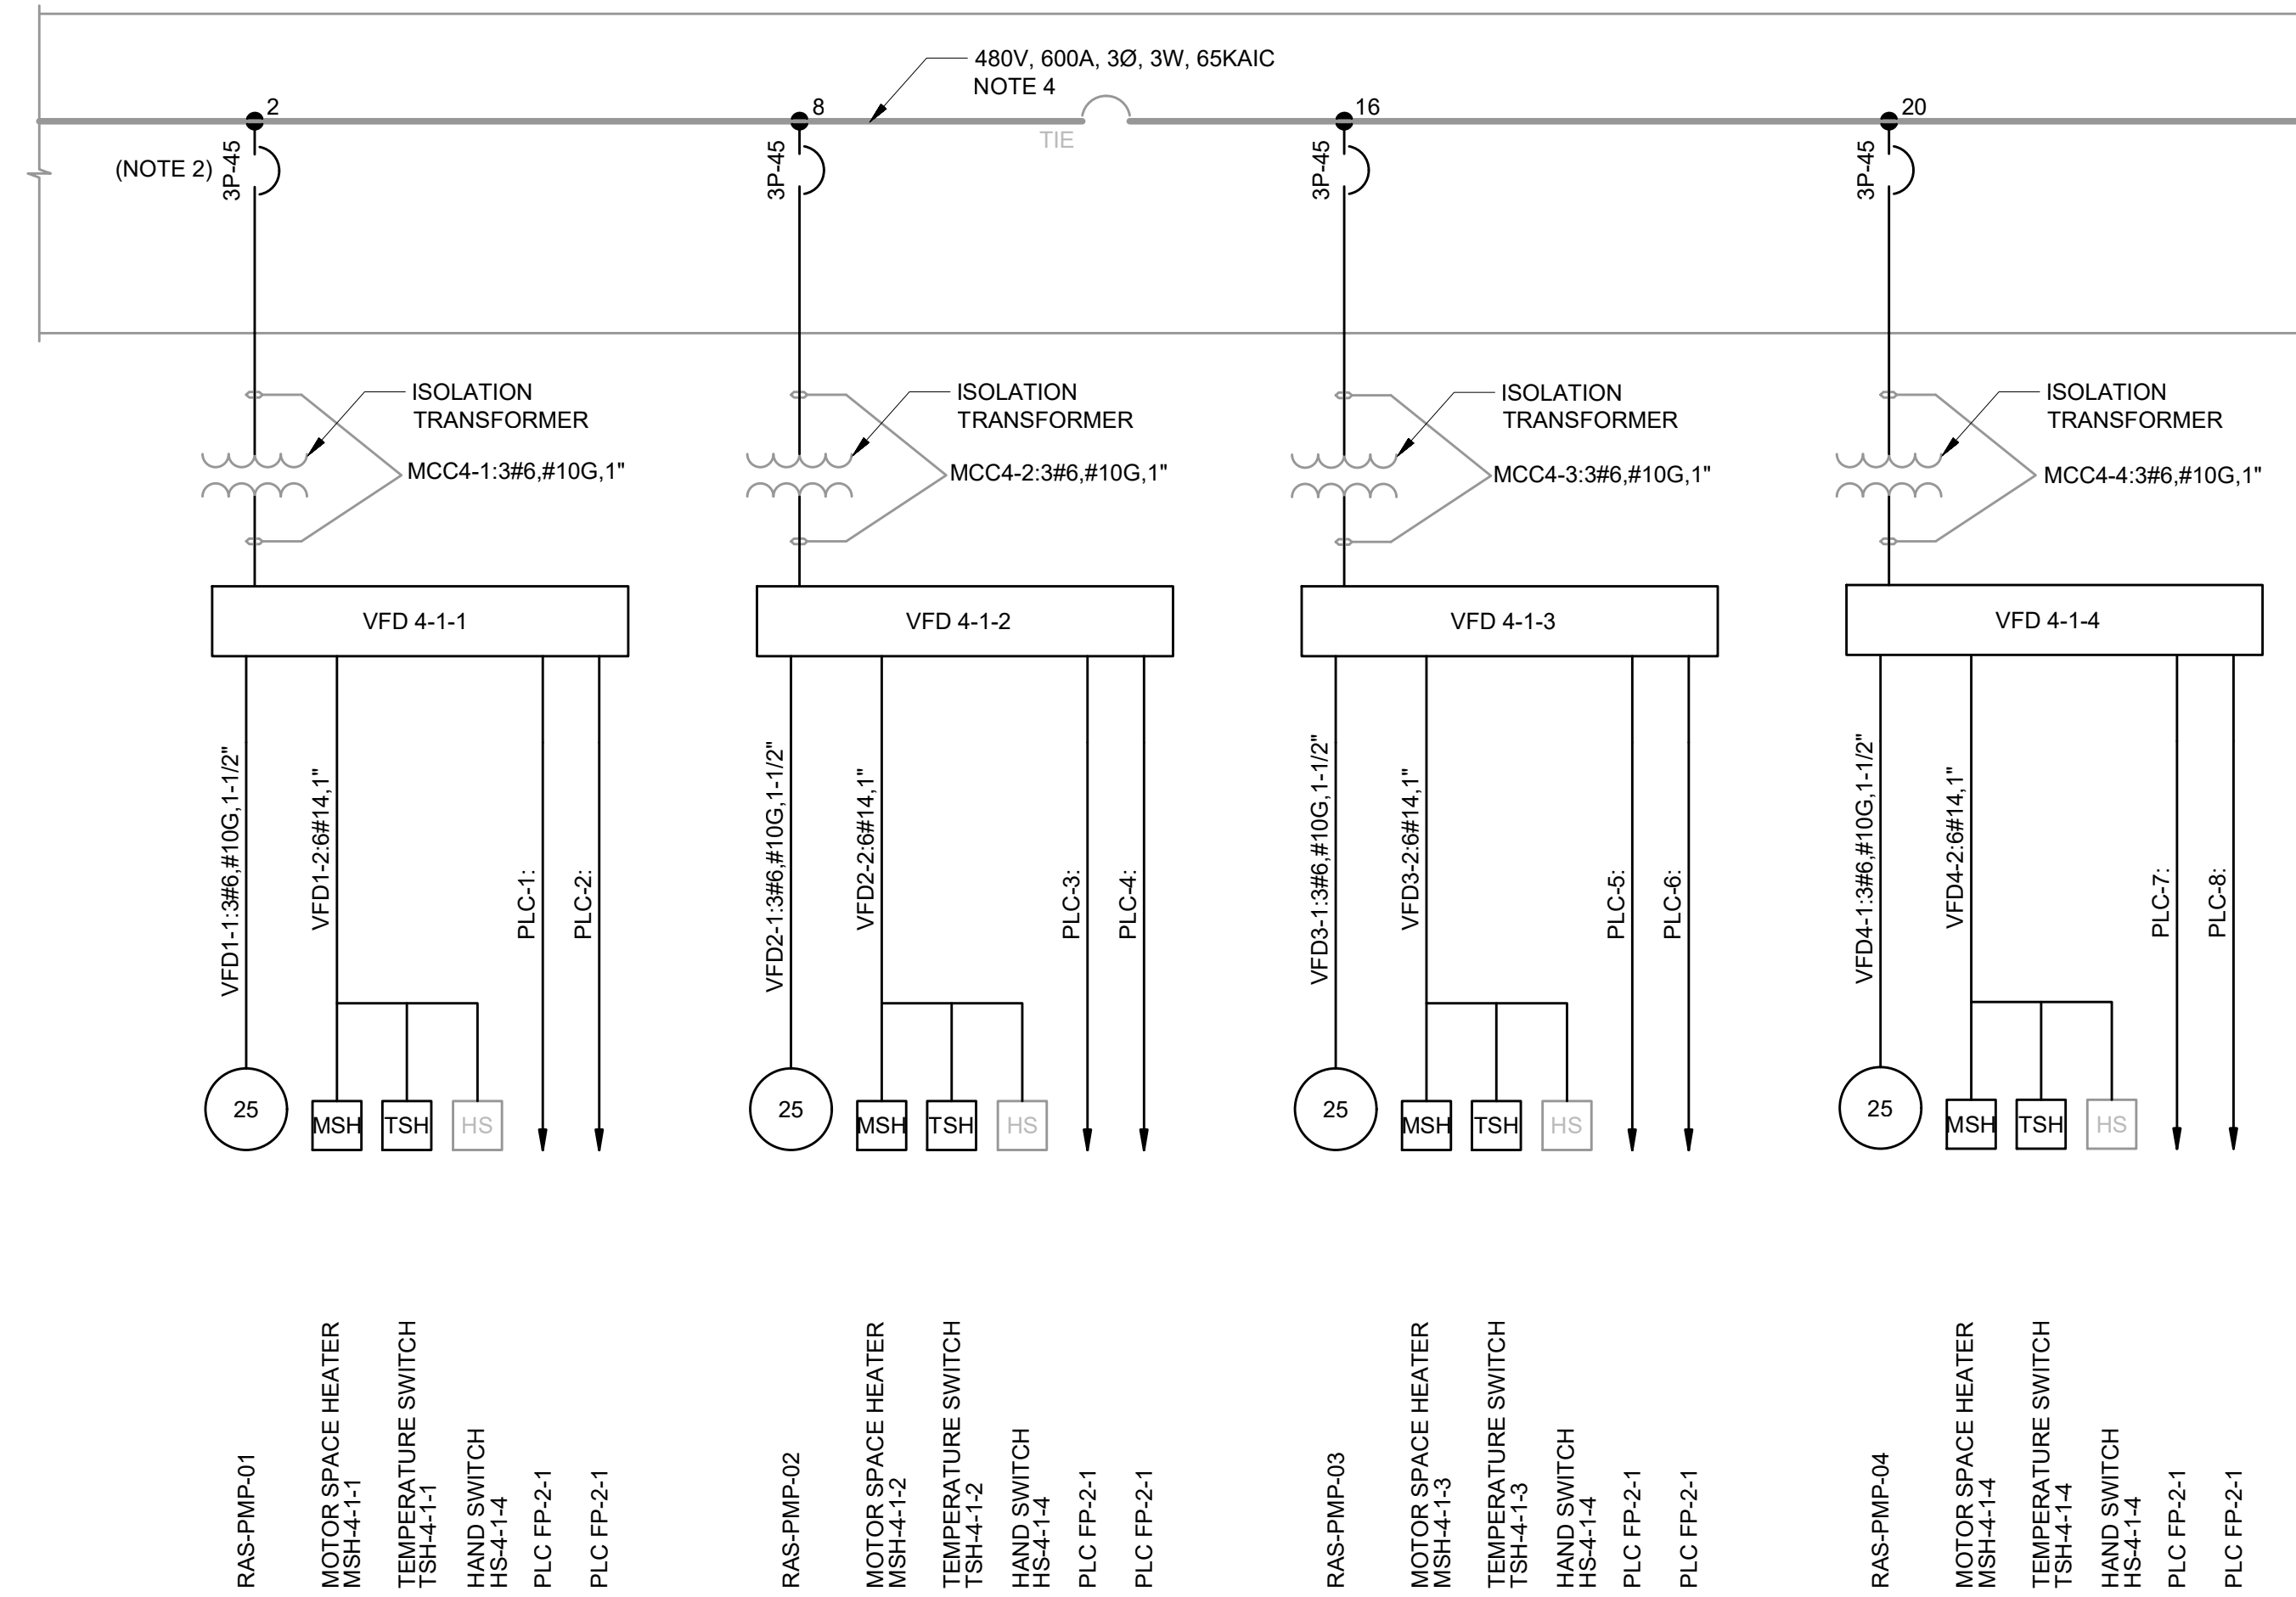 480V, 600A, 3Ø, 3W, 65KAIC
NOTE 4
2
8
16
20
TIE
(NOTE 2)
3P-45
3P-45
3P-45
3P-45
ISOLATION
TRANSFORMER
ISOLATION
TRANSFORMER
ISOLATION
TRANSFORMER
ISOLATION
TRANSFORMER
MCC4-1:3#6,#10G,1"
MCC4-2:3#6,#10G,1"
MCC4-3:3#6,#10G,1"
MCC4-4:3#6,#10G,1"
VFD 4-1-1
VFD 4-1-2
VFD 4-1-3
VFD 4-1-4
VFD1-1:3#6,#10G,1-1/2"
VFD1-2:6#14,1"
PLC-1:
PLC-2:
VFD2-1:3#6,#10G,1-1/2"
VFD2-2:6#14,1"
PLC-3:
PLC-4:
VFD3-1:3#6,#10G,1-1/2"
VFD3-2:6#14,1"
PLC-5:
PLC-6:
VFD4-1:3#6,#10G,1-1/2"
VFD4-2:6#14,1"
PLC-7:
PLC-8:
25
MSH
TSH
HS
25
MSH
TSH
HS
25
MSH
TSH
HS
25
MSH
TSH
HS
RAS-PMP-01
MOTOR SPACE HEATER
MSH-4-1-1
TEMPERATURE SWITCH
TSH-4-1-1
HAND SWITCH
HS-4-1-4
PLC FP-2-1
PLC FP-2-1
RAS-PMP-02
MOTOR SPACE HEATER
MSH-4-1-2
TEMPERATURE SWITCH
TSH-4-1-2
HAND SWITCH
HS-4-1-4
PLC FP-2-1
PLC FP-2-1
RAS-PMP-03
MOTOR SPACE HEATER
MSH-4-1-3
TEMPERATURE SWITCH
TSH-4-1-3
HAND SWITCH
HS-4-1-4
PLC FP-2-1
PLC FP-2-1
RAS-PMP-04
MOTOR SPACE HEATER
MSH-4-1-4
TEMPERATURE SWITCH
TSH-4-1-4
HAND SWITCH
HS-4-1-4
PLC FP-2-1
PLC FP-2-1